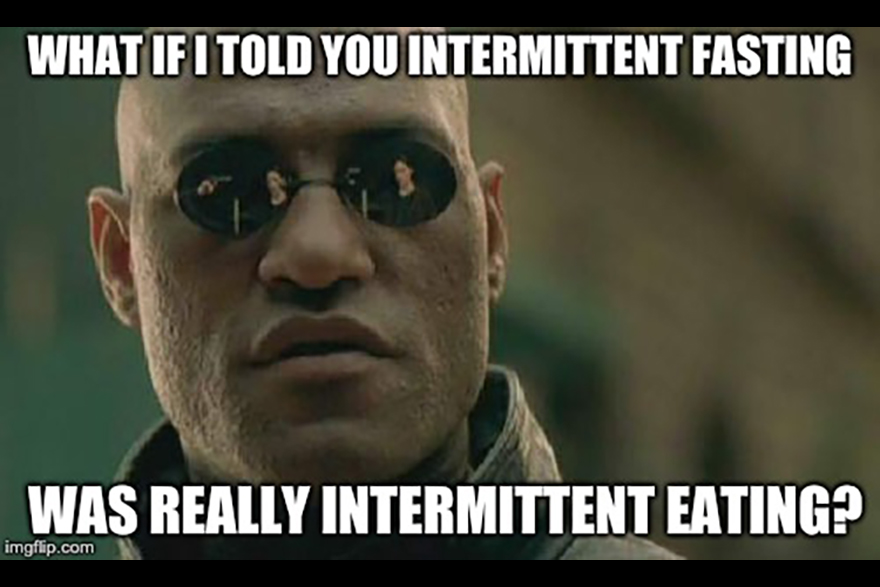 WHAT IF I TOLD YOU INTERMITTENT FASTING
WAS REALLY INTERMITTENT EATING?
imgflip.com